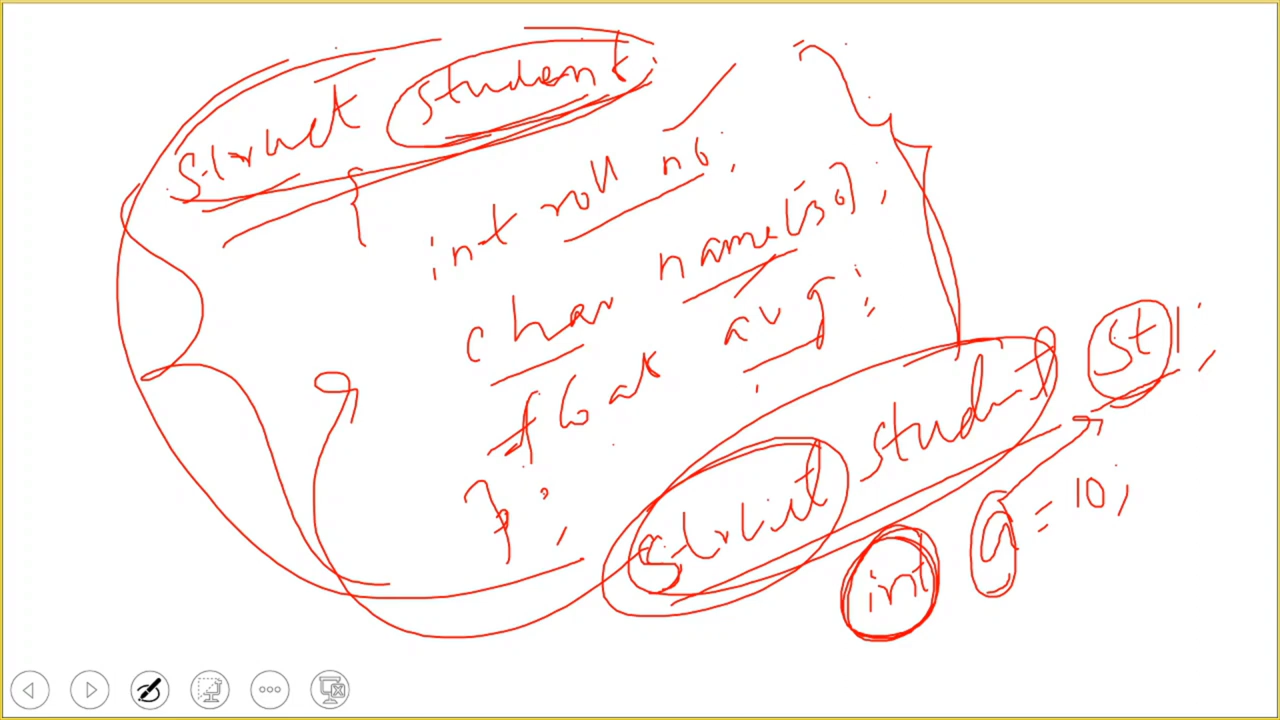 struct student
{
int roll no;
char name[30];
float avg;
};
struct student st1;
int a = 10;